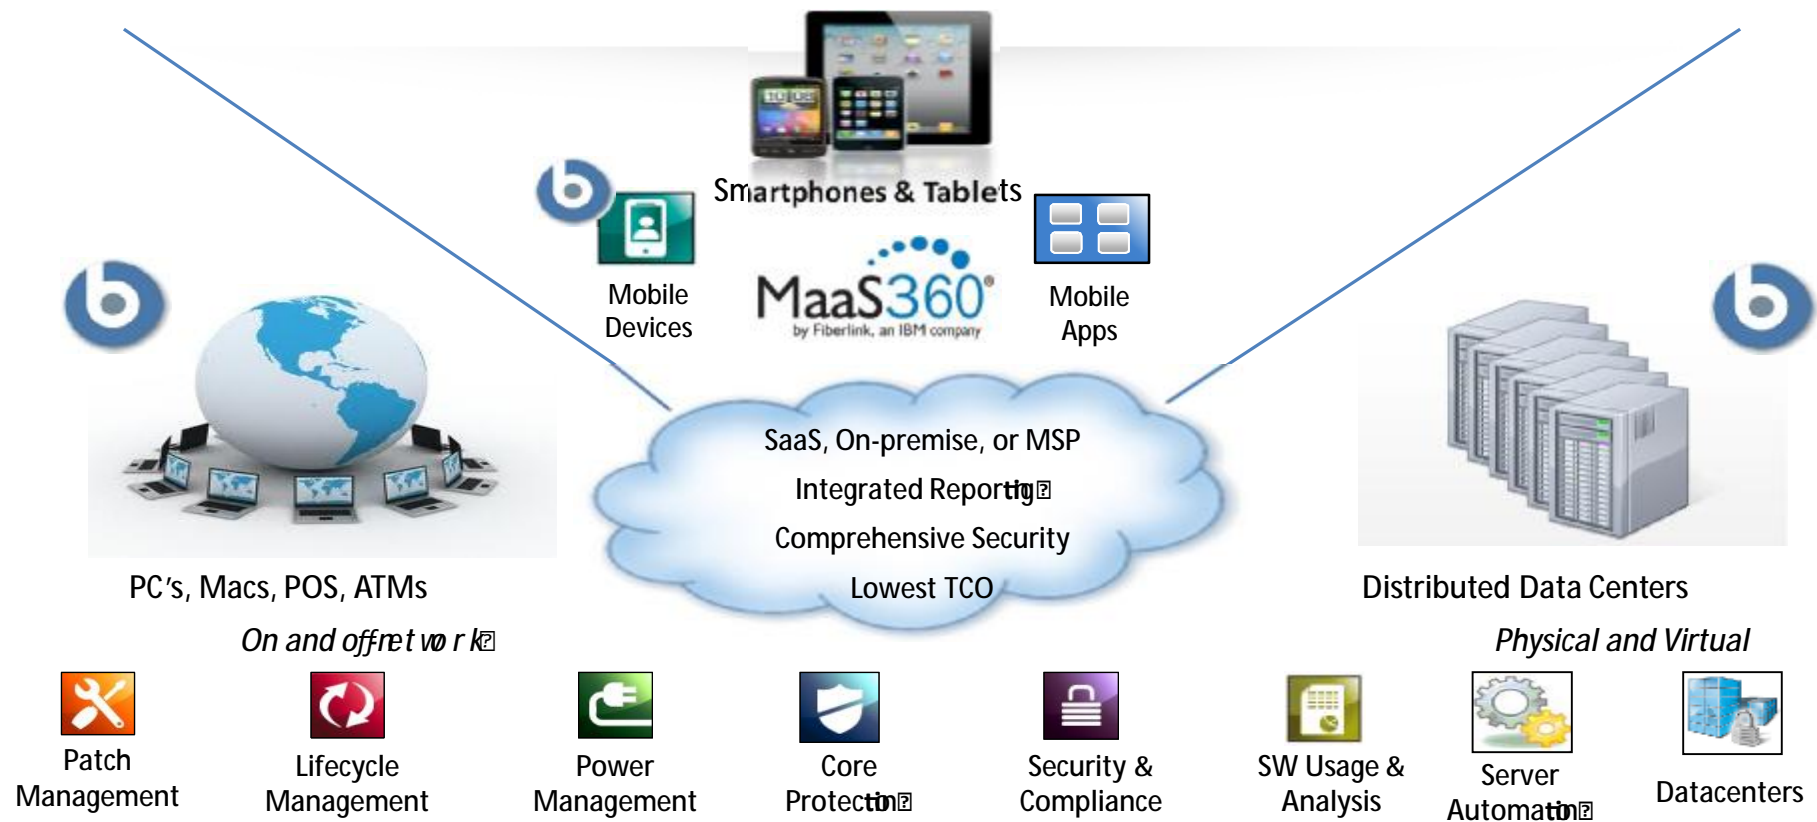 Smartphones & Tablets
Mobile
Devices
MaaS360®
by Fiberlink, an IBM company
Mobile
Apps
SaaS, On-premise, or MSP
Integrated Reporting
Comprehensive Security
Lowest TCO
PC's, Macs, POS, ATMs
On and off-network
Distributed Data Centers
Physical and Virtual
Patch
Management
Lifecycle
Management
Power
Management
Core
Protection
Security &
Compliance
SW Usage &
Analysis
Server
Automation
Datacenters